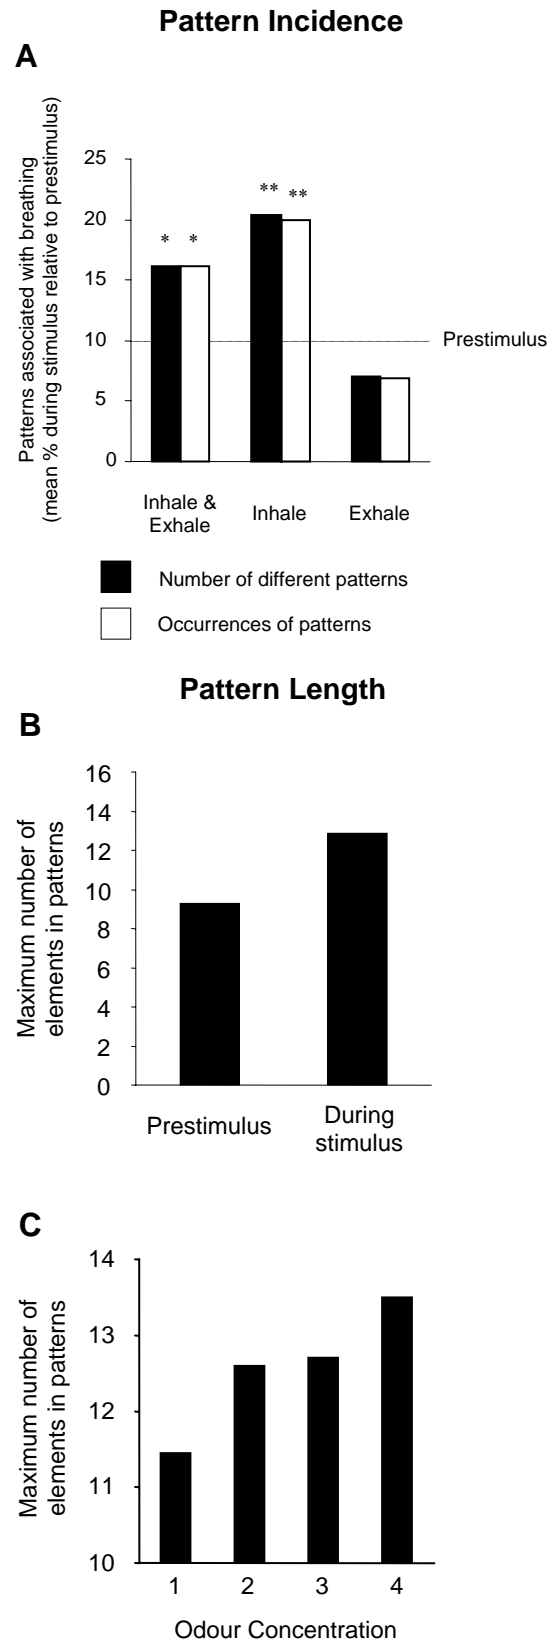 Pattern Incidence
A
Patterns associated with breathing
(mean % during stimulus relative to prestimulus)
25
20
15
10
5
0
* *
** **
Prestimulus
Inhale &
Exhale
Inhale
Exhale
Number of different patterns
Occurrences of patterns
Pattern Length
B
Maximum number of
elements in patterns
16
14
12
10
8
6
4
2
0
Prestimulus
During
stimulus
C
Maximum number of
elements in patterns
14
13
12
11
10
1 2 3 4
Odour Concentration